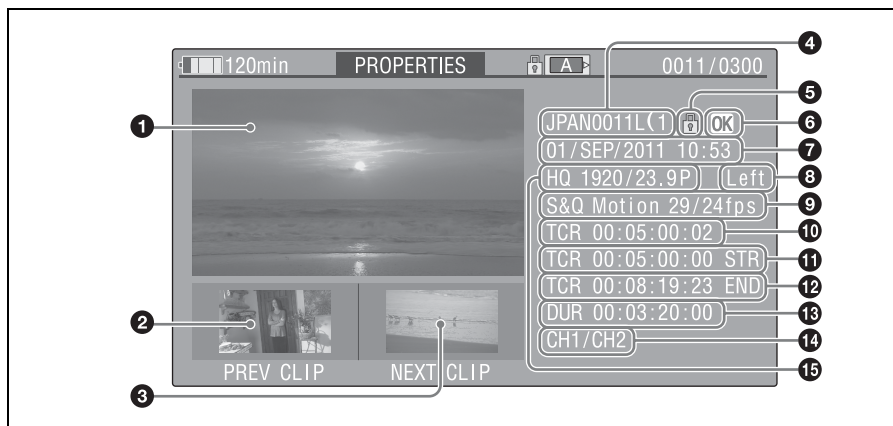 120min PROPERTIES A 0011/0300
JPAN0011L(1 OK
01/SEP/2011 10:53
HQ 1920/23.9P Left
S&Q Motion 29/24fps
TCR 00:05:00:02
TCR 00:05:00:00 STR
TCR 00:08:19:23 END
DUR 00:03:20:00
CH1/CH2
PREV CLIP NEXT CLIP
1
2
3
4
5
6
7
8
9
10
11
12
13
14
15